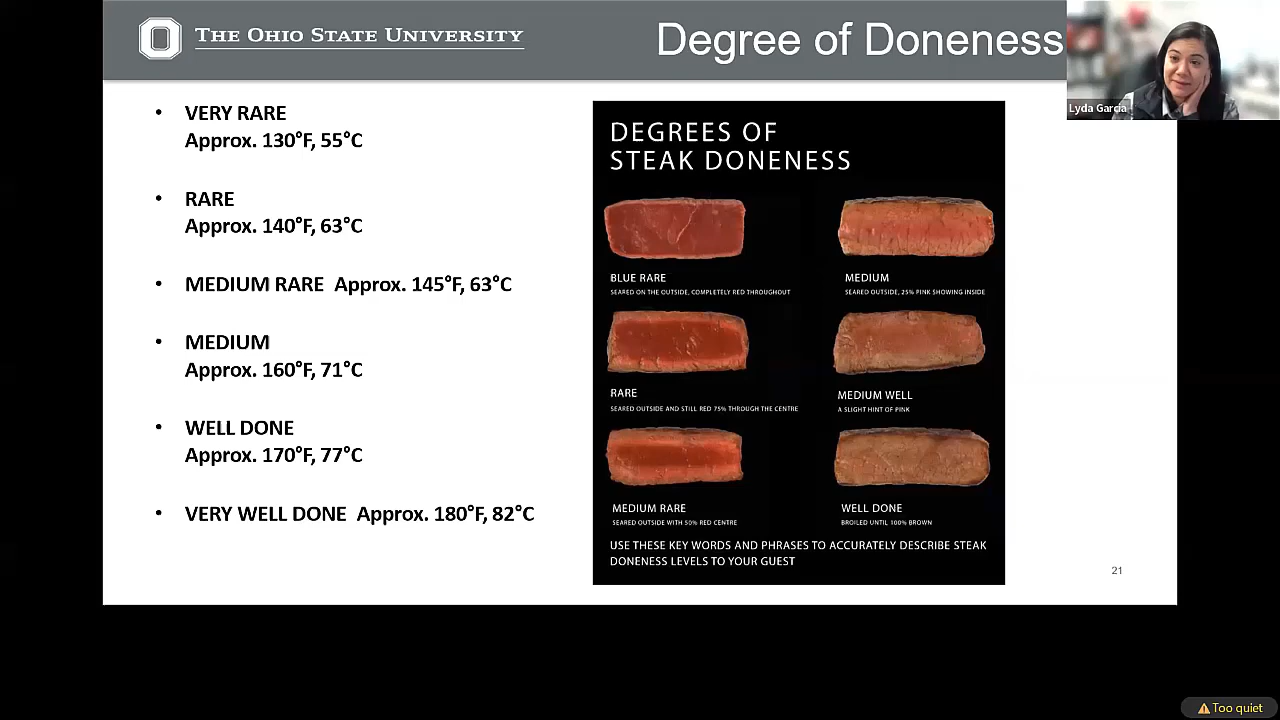 THE OHIO STATE UNIVERSITY
Degree of Doneness
Lyda Garcia
• VERY RARE
Approx. 130°F, 55°C
• RARE
Approx. 140°F, 63°C
• MEDIUM RARE Approx. 145°F, 63°C
• MEDIUM
Approx. 160°F, 71°C
• WELL DONE
Approx. 170°F, 77°C
• VERY WELL DONE Approx. 180°F, 82°C
DEGREES OF
STEAK DONENESS
BLUE RARE
SEARED ON THE OUTSIDE, COMPLETELY RED THROUGHOUT
MEDIUM
SEARED OUTSIDE, 25% PINK SHOWING INSIDE
RARE
SEARED OUTSIDE AND STILL RED 75% THROUGH THE CENTRE
MEDIUM WELL
A SLIGHT HINT OF PINK
MEDIUM RARE
SEARED OUTSIDE WITH 50% RED CENTRE
WELL DONE
BROILED UNTIL 100% BROWN
USE THESE KEY WORDS AND PHRASES TO ACCURATELY DESCRIBE STEAK
DONENESS LEVELS TO YOUR GUEST
21
Too quiet